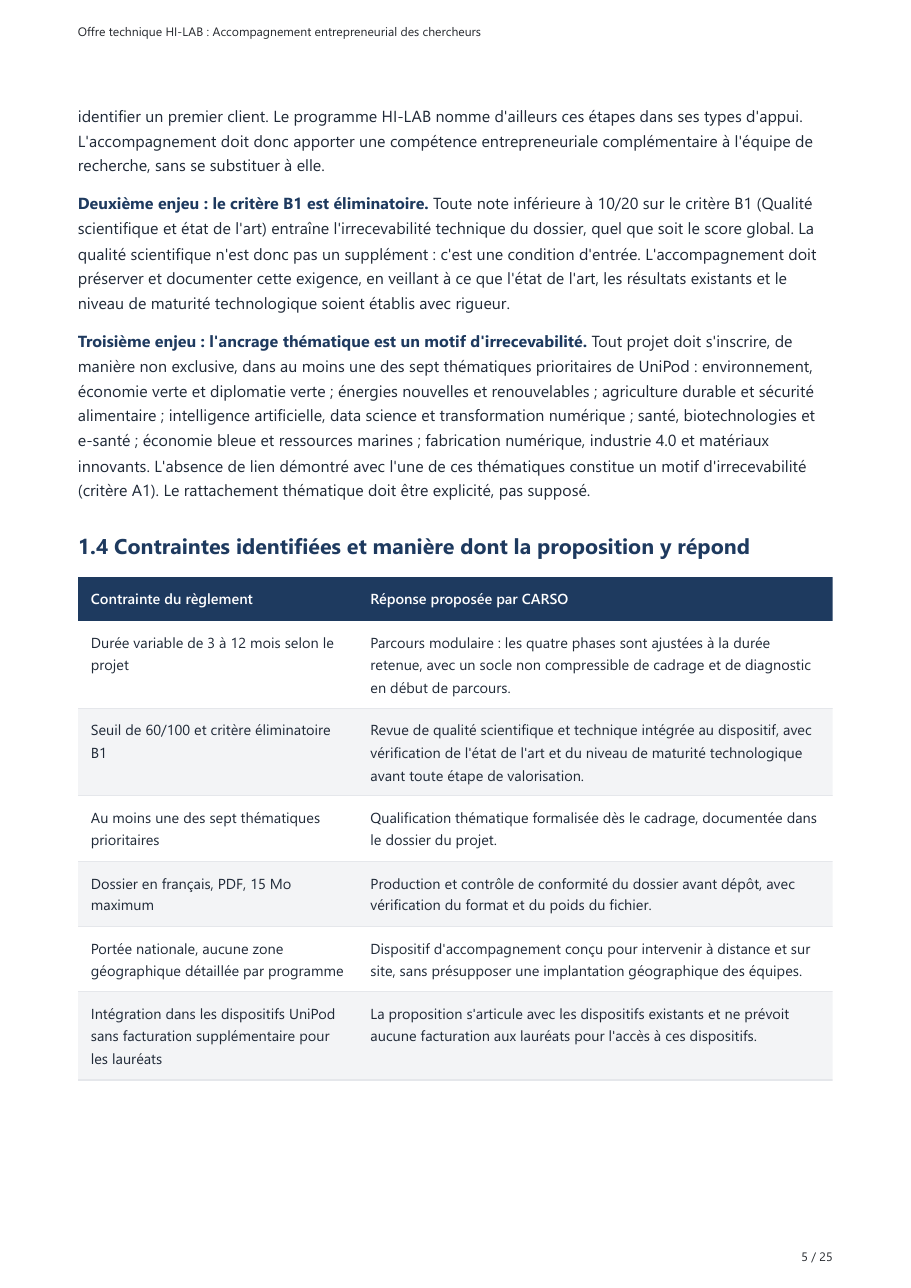 Offre technique HI-LAB : Accompagnement entrepreneurial des chercheurs
identifier un premier client. Le programme HI-LAB nomme d'ailleurs ces étapes dans ses types d'appui.
L'accompagnement doit donc apporter une compétence entrepreneuriale complémentaire à l'équipe de
recherche, sans se substituer à elle.
Deuxième enjeu : le critère B1 est éliminatoire. Toute note inférieure à 10/20 sur le critère B1 (Qualité
scientifique et état de l'art) entraîne l'irrecevabilité technique du dossier, quel que soit le score global. La
qualité scientifique n'est donc pas un supplément : c'est une condition d'entrée. L'accompagnement doit
préserver et documenter cette exigence, en veillant à ce que l'état de l'art, les résultats existants et le
niveau de maturité technologique soient établis avec rigueur.
Troisième enjeu : l'ancrage thématique est un motif d'irrecevabilité. Tout projet doit s'inscrire, de
manière non exclusive, dans au moins une des sept thématiques prioritaires de UniPod : environnement,
économie verte et diplomatie verte ; énergies nouvelles et renouvelables ; agriculture durable et sécurité
alimentaire ; intelligence artificielle, data science et transformation numérique ; santé, biotechnologies et
e-santé ; économie bleue et ressources marines ; fabrication numérique, industrie 4.0 et matériaux
innovants. L'absence de lien démontré avec l'une de ces thématiques constitue un motif d'irrecevabilité
(critère A1). Le rattachement thématique doit être explicité, pas supposé.
1.4 Contraintes identifiées et manière dont la proposition y répond
Contrainte du règlement
Réponse proposée par CARSO
Durée variable de 3 à 12 mois selon le
projet
Parcours modulaire : les quatre phases sont ajustées à la durée
retenue, avec un socle non compressible de cadrage et de diagnostic
en début de parcours.
Seuil de 60/100 et critère éliminatoire
B1
Revue de qualité scientifique et technique intégrée au dispositif, avec
vérification de l'état de l'art et du niveau de maturité technologique
avant toute étape de valorisation.
Au moins une des sept thématiques
prioritaires
Qualification thématique formalisée dès le cadrage, documentée dans
le dossier du projet.
Dossier en français, PDF, 15 Mo
maximum
Production et contrôle de conformité du dossier avant dépôt, avec
vérification du format et du poids du fichier.
Portée nationale, aucune zone
géographique détaillée par programme
Dispositif d'accompagnement conçu pour intervenir à distance et sur
site, sans présupposer une implantation géographique des équipes.
Intégration dans les dispositifs UniPod
sans facturation supplémentaire pour
les lauréats
La proposition s'articule avec les dispositifs existants et ne prévoit
aucune facturation aux lauréats pour l'accès à ces dispositifs.
5 / 25